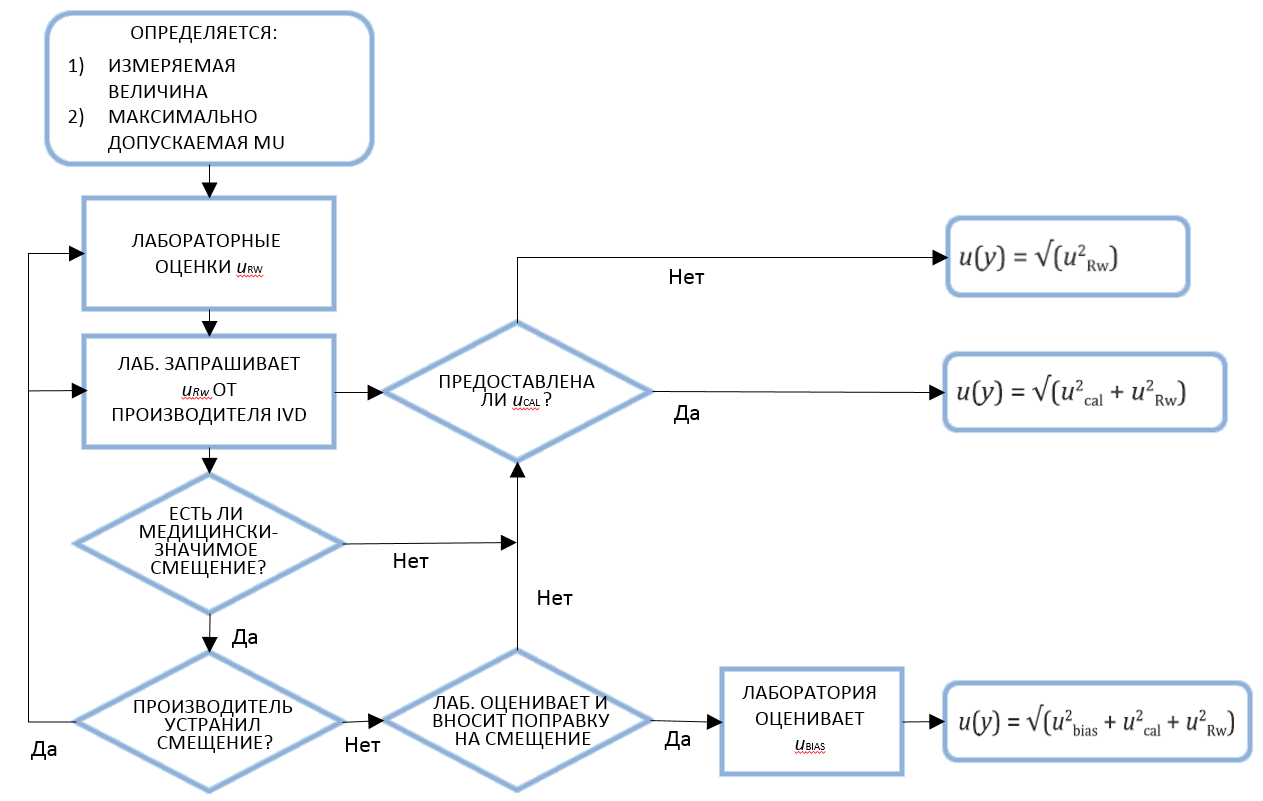 ОПРЕДЕЛЯЕТСЯ:
1) ИЗМЕРЯЕМАЯ
ВЕЛИЧИНА
2) МАКСИМАЛЬНО
ДОПУСКАЕМАЯ MU
ЛАБОРАТОРНЫЕ
ОЦЕНКИ uRW
ЛАБ. ЗАПРАШИВАЕТ
uRw ОТ
ПРОИЗВОДИТЕЛЯ IVD
ПРЕДОСТАВЛЕНА
ЛИ uCAL ?
Нет
u(y) = √(u²Rw)
Да
u(y) = √(u²cal + u²Rw)
ЕСТЬ ЛИ
МЕДИЦИНСКИ-
ЗНАЧИМОЕ
СМЕЩЕНИЕ?
Нет
Да
Нет
ПРОИЗВОДИТЕЛЬ
УСТРАНИЛ
СМЕЩЕНИЕ?
Да
Нет
ЛАБ. ОЦЕНИВАЕТ И
ВНОСИТ ПОПРАВКУ
НА СМЕЩЕНИЕ
Да
ЛАБОРАТОРИЯ
ОЦЕНИВАЕТ
uBIAS
u(y) = √(u²bias + u²cal + u²Rw)